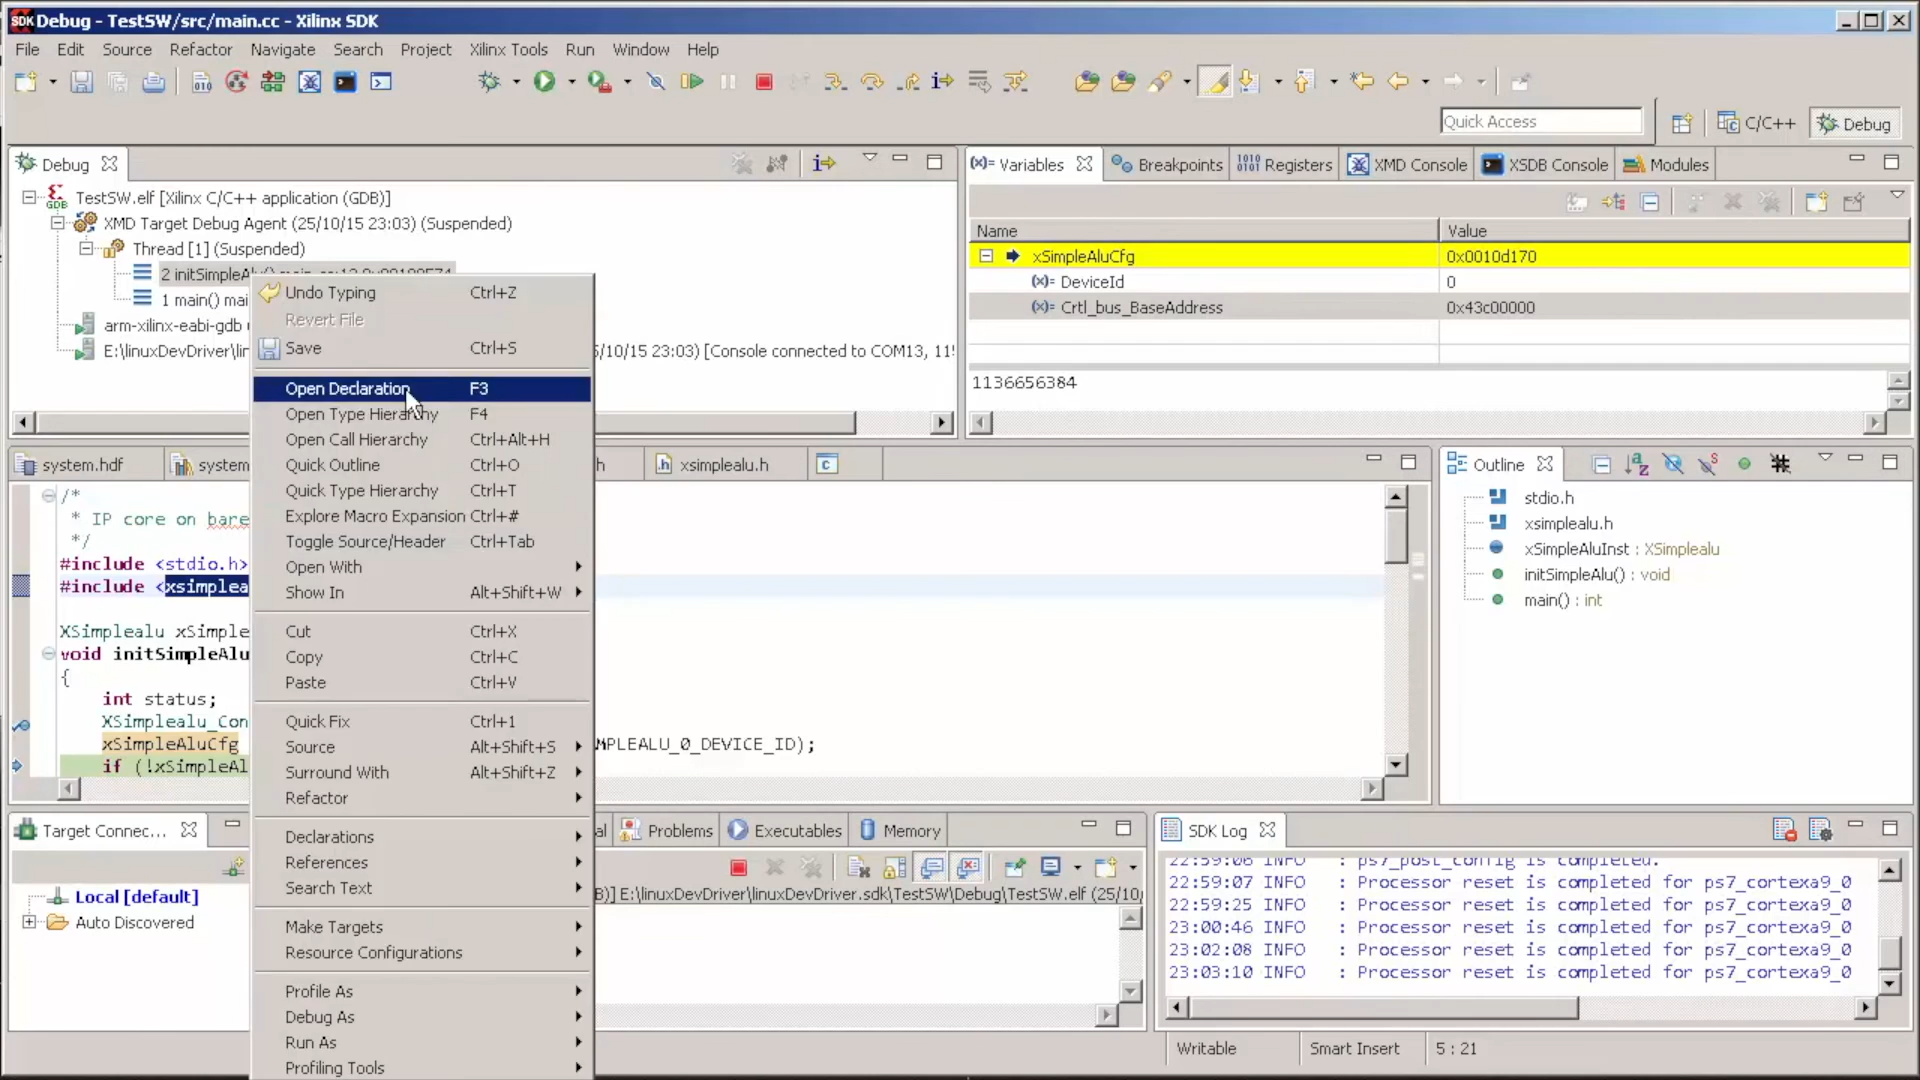 SDK Debug - TestSW/src/main.cc - Xilinx SDK
File Edit Source Refactor Navigate Search Project Xilinx Tools Run Window Help
Quick Access
C/C++
Debug
Debug
TestSW.elf [Xilinx C/C++ application (GDB)]
XMD Target Debug Agent (25/10/15 23:03) (Suspended)
Thread [1] (Suspended)
2 initSimpleAlu()
1 main()
arm-xilinx-eabi-gdb
E:\linuxDevDriver\lin
5/10/15 23:03) [Console connected to COM13, 11!
(x)= Variables
Breakpoints
Registers
XMD Console
XSDB Console
Modules
Name Value
xSimpleAluCfg 0x0010d170
(x)= DeviceId 0
(x)= Crtl_bus_BaseAddress 0x43c00000
1136656384
Undo Typing Ctrl+Z
Revert File
Save Ctrl+S
Open Declaration F3
Open Type Hierarchy F4
Open Call Hierarchy Ctrl+Alt+H
Quick Outline Ctrl+O
Quick Type Hierarchy Ctrl+T
Explore Macro Expansion Ctrl+#
Toggle Source/Header Ctrl+Tab
Open With
Show In Alt+Shift+W
Cut Ctrl+X
Copy Ctrl+C
Paste Ctrl+V
Quick Fix Ctrl+1
Source Alt+Shift+S
Surround With Alt+Shift+Z
Refactor
Declarations
References
Search Text
Make Targets
Resource Configurations
Profile As
Debug As
Run As
Profiling Tools
system.hdf
system
h
xsimplealu.h
/*
* IP core on bare
*/
#include <stdio.h>
#include <xsimplea
XSimplealu xSimple
void initSimpleAlu
{
int status;
XSimplealu_Con
xSimpleAluCfg
MPLEALU_0_DEVICE_ID);
if (!xSimpleAl
Outline
stdio.h
xsimplealu.h
xSimpleAluInst : XSimplealu
initSimpleAlu() : void
main() : int
Target Connec...
Local [default]
Auto Discovered
al
Problems
Executables
Memory
B)] E:\linuxDevDriver\linuxDevDriver.sdk\TestSW\Debug\TestSW.elf (25/10/
SDK Log
22:59:06 INFO : ps7_post_config is completed.
22:59:07 INFO : Processor reset is completed for ps7_cortexa9_0
22:59:25 INFO : Processor reset is completed for ps7_cortexa9_0
23:00:46 INFO : Processor reset is completed for ps7_cortexa9_0
23:02:08 INFO : Processor reset is completed for ps7_cortexa9_0
23:03:10 INFO : Processor reset is completed for ps7_cortexa9_0
Writable Smart Insert 5 : 21